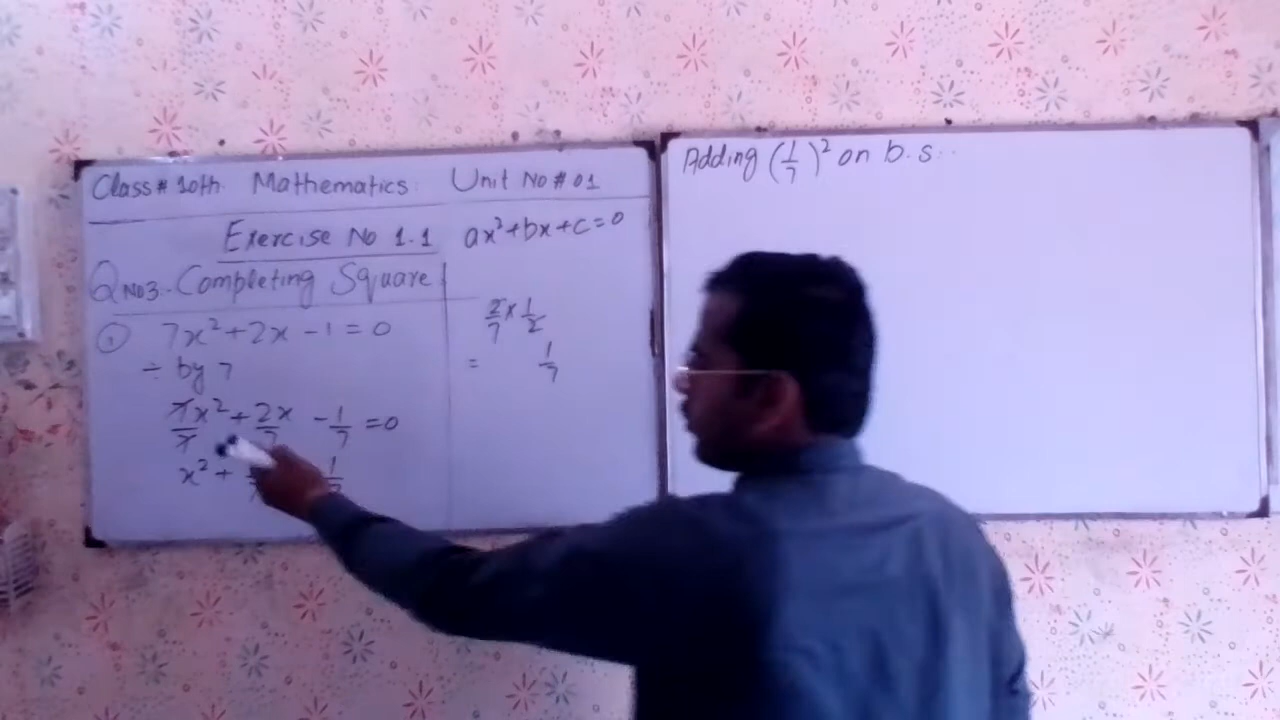 Class # 10th. Mathematics Unit No # 01
Exercise No 1.1
ax²+bx+c=0
Q No3. Completing Square
① 7x²+2x-1=0
÷ by 7
7x²/7 + 2x/7 - 1/7 = 0
x² +
2/7 × 1/2
= 1/7
Adding (1/7)² on b.s..